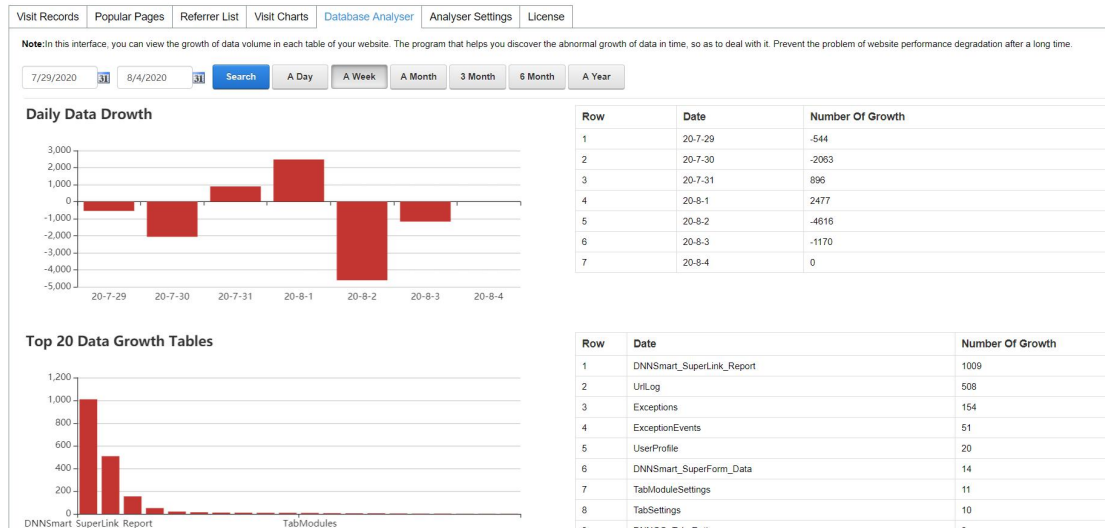 Visit Records Popular Pages Referrer List Visit Charts Database Analyser Analyser Settings License
Note:In this interface, you can view the growth of data volume in each table of your website. The program that helps you discover the abnormal growth of data in time, so as to deal with it. Prevent the problem of website performance degradation after a long time.
7/29/2020 31 8/4/2020 31 Search A Day A Week A Month 3 Month 6 Month A Year
Daily Data Drowth
3,000
2,000
1,000
0
-1,000
-2,000
-3,000
-4,000
-5,000
20-7-29 20-7-30 20-7-31 20-8-1 20-8-2 20-8-3 20-8-4
Row Date Number Of Growth
1 20-7-29 -544
2 20-7-30 -2063
3 20-7-31 896
4 20-8-1 2477
5 20-8-2 -4616
6 20-8-3 -1170
7 20-8-4 0
Top 20 Data Growth Tables
1,200
1,000
800
600
400
200
0
DNNSmart_SuperLink_Report TabModules
Row Date Number Of Growth
1 DNNSmart_SuperLink_Report 1009
2 UrlLog 508
3 Exceptions 154
4 ExceptionEvents 51
5 UserProfile 20
6 DNNSmart_SuperForm_Data 14
7 TabModuleSettings 11
8 TabSettings 10